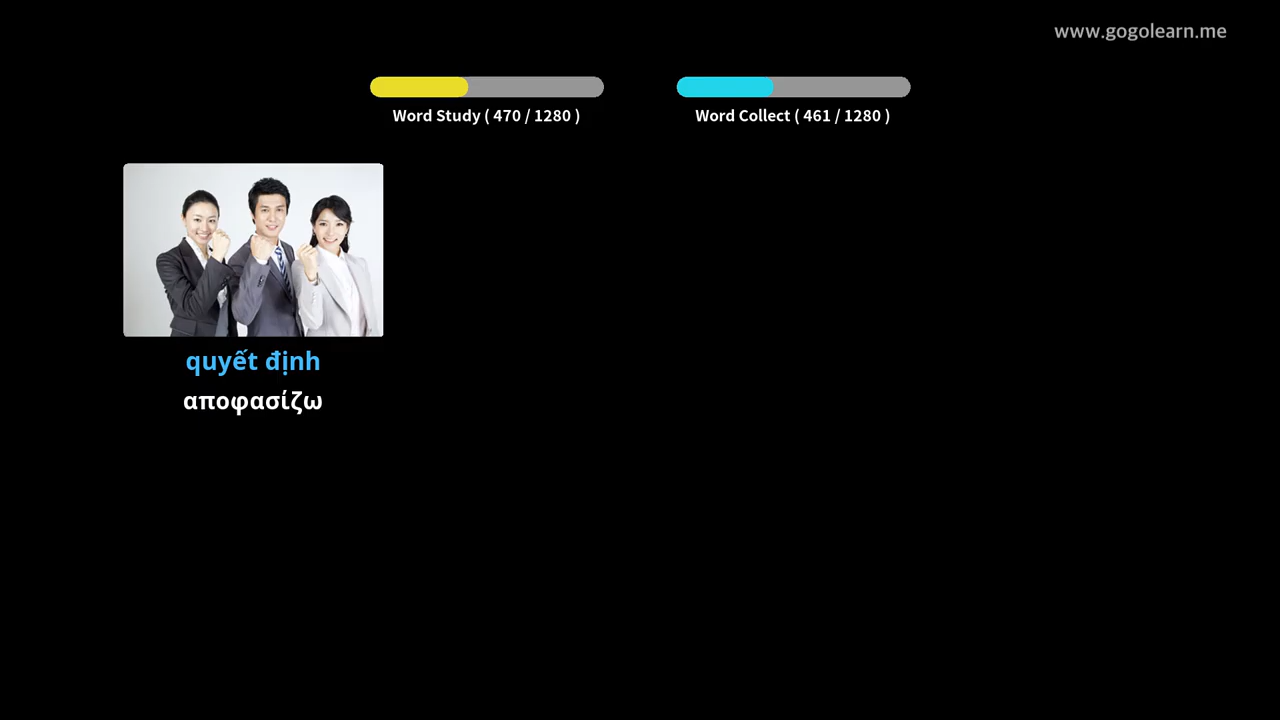 www.gogolearn.me
Word Study ( 470 / 1280 )
Word Collect ( 461 / 1280 )
quyết định
αποφασίζω